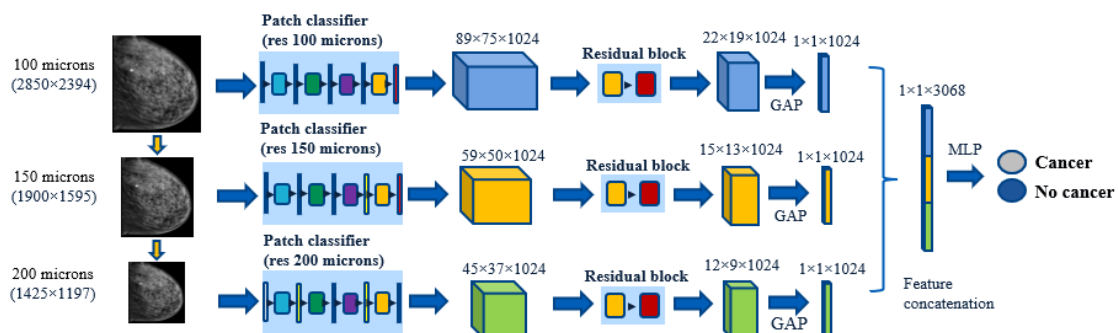 100 microns
(2850×2394)
Patch classifier
(res 100 microns)
89×75×1024
Residual block
22×19×1024
GAP
1×1×1024
150 microns
(1900×1595)
Patch classifier
(res 150 microns)
59×50×1024
Residual block
15×13×1024
GAP
1×1×1024
200 microns
(1425×1197)
Patch classifier
(res 200 microns)
45×37×1024
Residual block
12×9×1024
GAP
1×1×1024
1×1×3068
Feature
concatenation
MLP
Cancer
No cancer